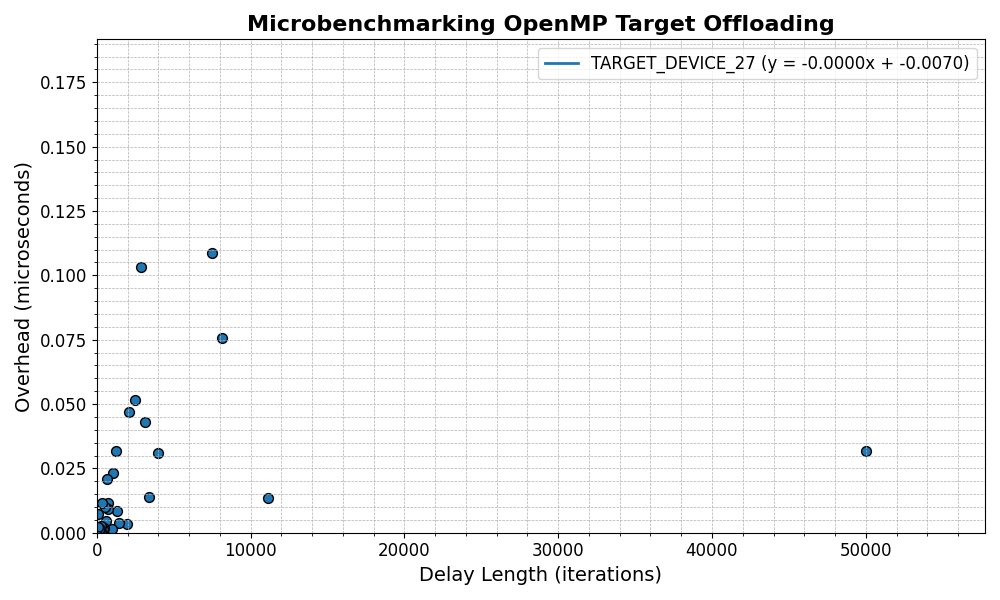 Microbenchmarking OpenMP Target Offloading
TARGET_DEVICE_27 (y = -0.0000x + -0.0070)
Overhead (microseconds)
0.175
0.150
0.125
0.100
0.075
0.050
0.025
0.000
0 10000 20000 30000 40000 50000
Delay Length (iterations)